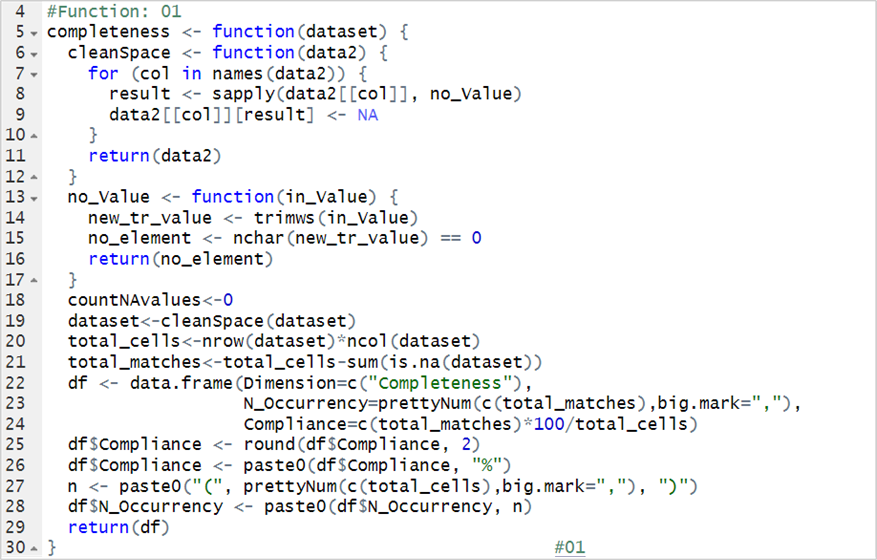 4 #Function: 01
5 completeness <- function(dataset) {
6   cleanSpace <- function(data2) {
7     for (col in names(data2)) {
8       result <- sapply(data2[[col]], no_Value)
9       data2[[col]][result] <- NA
10     }
11     return(data2)
12   }
13   no_Value <- function(in_Value) {
14     new_tr_value <- trimws(in_Value)
15     no_element <- nchar(new_tr_value) == 0
16     return(no_element)
17   }
18   countNAvalues<-0
19   dataset<-cleanSpace(dataset)
20   total_cells<-nrow(dataset)*ncol(dataset)
21   total_matches<-total_cells-sum(is.na(dataset))
22   df <- data.frame(Dimension=c("Completeness"),
23                    N_Occurrency=prettyNum(c(total_matches),big.mark=","),
24                    Compliance=c(total_matches)*100/total_cells)
25   df$Compliance <- round(df$Compliance, 2)
26   df$Compliance <- paste0(df$Compliance, "%")
27   n <- paste0("(", prettyNum(c(total_cells),big.mark=","), ")")
28   df$N_Occurrency <- paste0(df$N_Occurrency, n)
29   return(df)
30 } #01